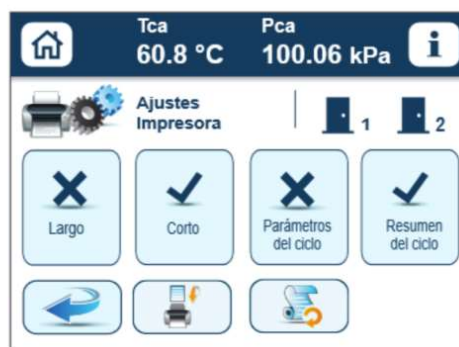 Tca Pca
60.8 °C 100.06 kPa
i
Ajustes
Impresora
1 2
Largo
Corto
Parámetros
del ciclo
Resumen
del ciclo